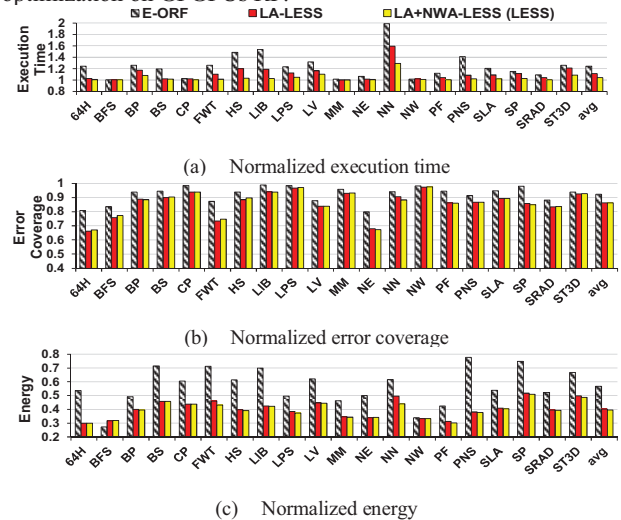 optimization on GPGPUs RF.
E-ORF LA-LESS LA+NWA-LESS (LESS)
Execution Time
2
1.8
1.6
1.4
1.2
1
0.8
64H BFS BP BS CP FWT HS LIB LPS LV MM NE NN NW PF PNS SLA SP SRAD ST3D avg
(a) Normalized execution time
Error Coverage
1
0.9
0.8
0.7
0.6
0.5
0.4
64H BFS BP BS CP FWT HS LIB LPS LV MM NE NN NW PF PNS SLA SP SRAD ST3D avg
(b) Normalized error coverage
Energy
0.8
0.7
0.6
0.5
0.4
0.3
0.2
64H BFS BP BS CP FWT HS LIB LPS LV MM NE NN NW PF PNS SLA SP SRAD ST3D avg
(c) Normalized energy